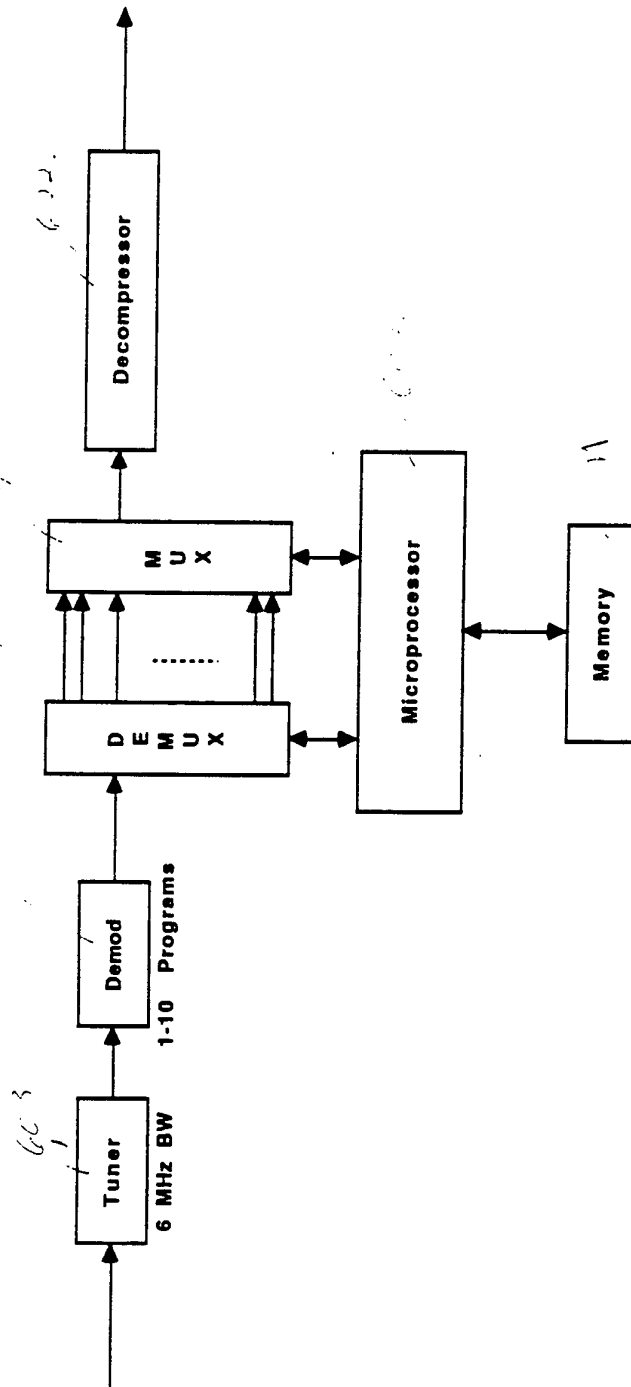 Tuner
6 MHz BW
Demod
1-10 Programs
DEMUX
MUX
Decompressor
Microprocessor
Memory